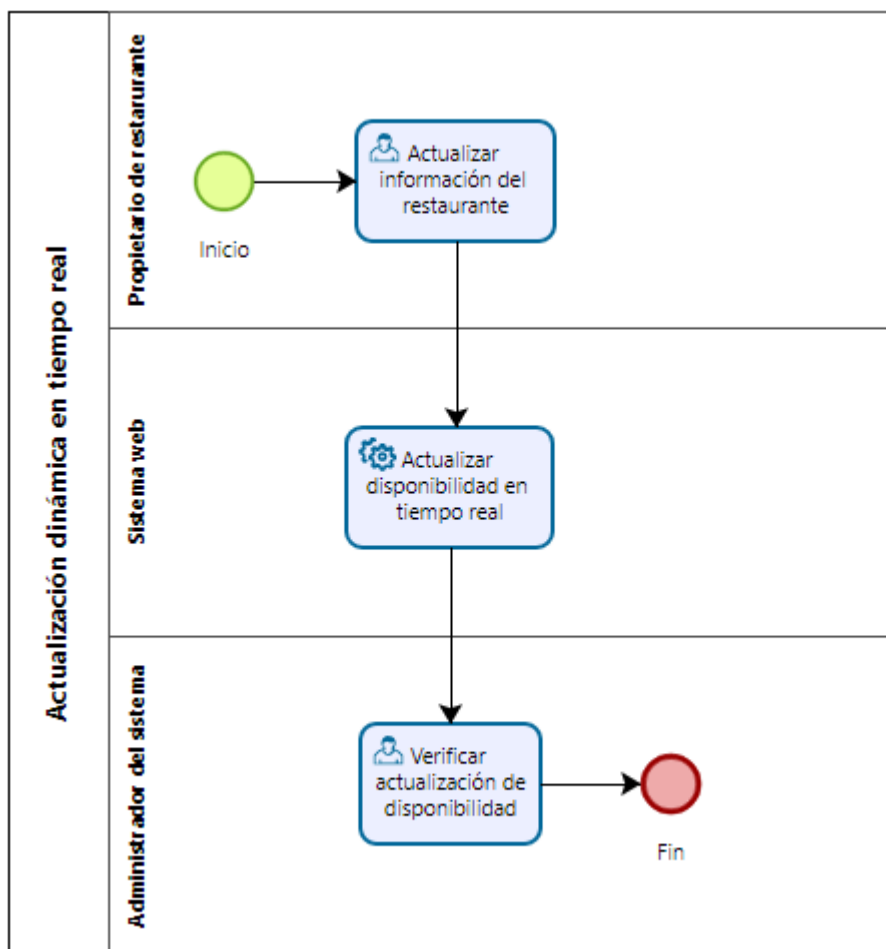 Actualización dinámica en tiempo real
Propietario de restarurante
Inicio
Actualizar
información del
restaurante
Sistema web
Actualizar
disponibilidad en
tiempo real
Administrador del sistema
Verificar
actualización de
disponibilidad
Fin